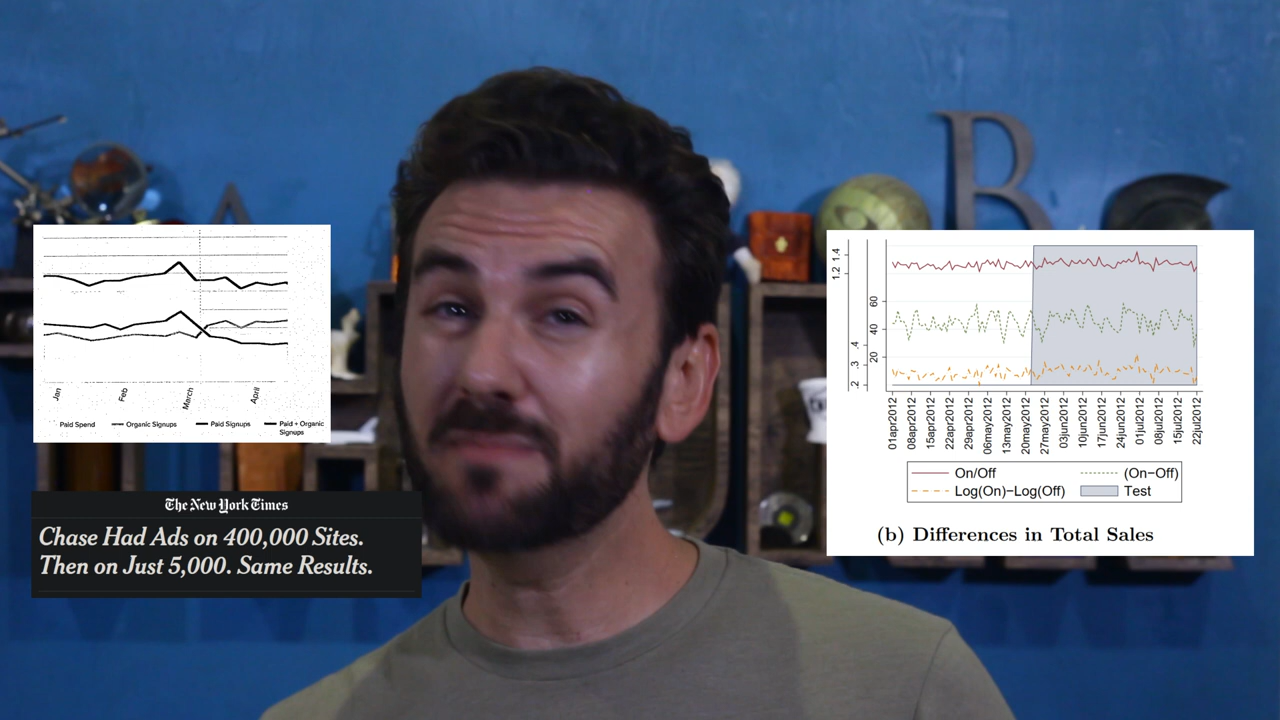 A
B
Jan
Feb
March
April
Paid Spend
Organic Signups
Paid Signups
Paid + Organic
Signups
The New York Times
Chase Had Ads on 400,000 Sites.
Then on Just 5,000. Same Results.
1.2 1.4
60
40
20
.2 .3 .4
01apr2012
08apr2012
15apr2012
22apr2012
29apr2012
06may2012
13may2012
20may2012
27may2012
03jun2012
10jun2012
17jun2012
24jun2012
01jul2012
08jul2012
15jul2012
22jul2012
On/Off
(On−Off)
Log(On)−Log(Off)
Test
(b) Differences in Total Sales